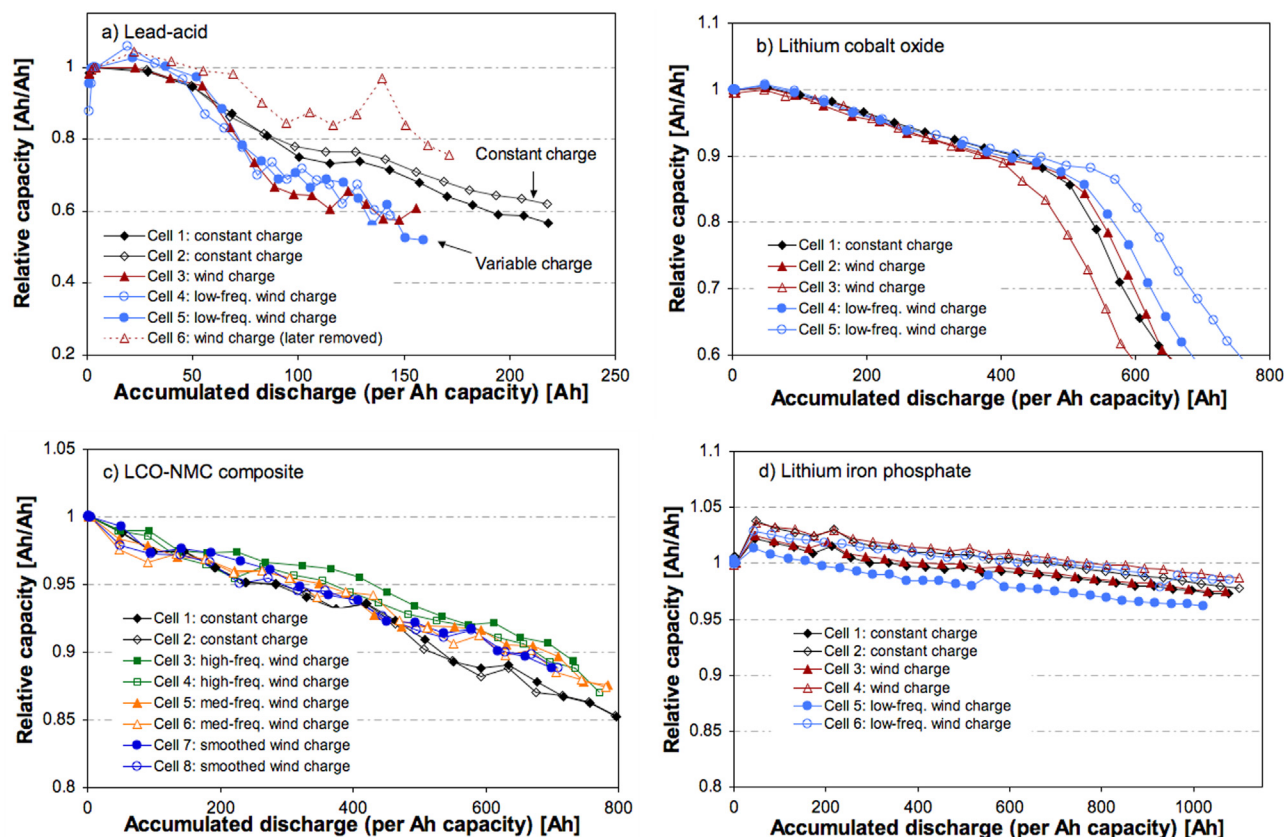 a) Lead-acid
Relative capacity [Ah/Ah]
1
0.8
0.6
0.4
0.2
Constant charge
Variable charge
Cell 1: constant charge
Cell 2: constant charge
Cell 3: wind charge
Cell 4: low-freq. wind charge
Cell 5: low-freq. wind charge
Cell 6: wind charge (later removed)
0 50 100 150 200 250
Accumulated discharge (per Ah capacity) [Ah]
b) Lithium cobalt oxide
Relative capacity [Ah/Ah]
1.1
1
0.9
0.8
0.7
0.6
Cell 1: constant charge
Cell 2: wind charge
Cell 3: wind charge
Cell 4: low-freq. wind charge
Cell 5: low-freq. wind charge
0 200 400 600 800
Accumulated discharge (per Ah capacity) [Ah]
c) LCO-NMC composite
Relative capacity [Ah/Ah]
1.05
1
0.95
0.9
0.85
0.8
Cell 1: constant charge
Cell 2: constant charge
Cell 3: high-freq. wind charge
Cell 4: high-freq. wind charge
Cell 5: med-freq. wind charge
Cell 6: med-freq. wind charge
Cell 7: smoothed wind charge
Cell 8: smoothed wind charge
0 200 400 600 800
Accumulated discharge (per Ah capacity) [Ah]
d) Lithium iron phosphate
Relative capacity [Ah/Ah]
1.1
1.05
1
0.95
0.9
0.85
0.8
Cell 1: constant charge
Cell 2: constant charge
Cell 3: wind charge
Cell 4: wind charge
Cell 5: low-freq. wind charge
Cell 6: low-freq. wind charge
0 200 400 600 800 1000
Accumulated discharge (per Ah capacity) [Ah]